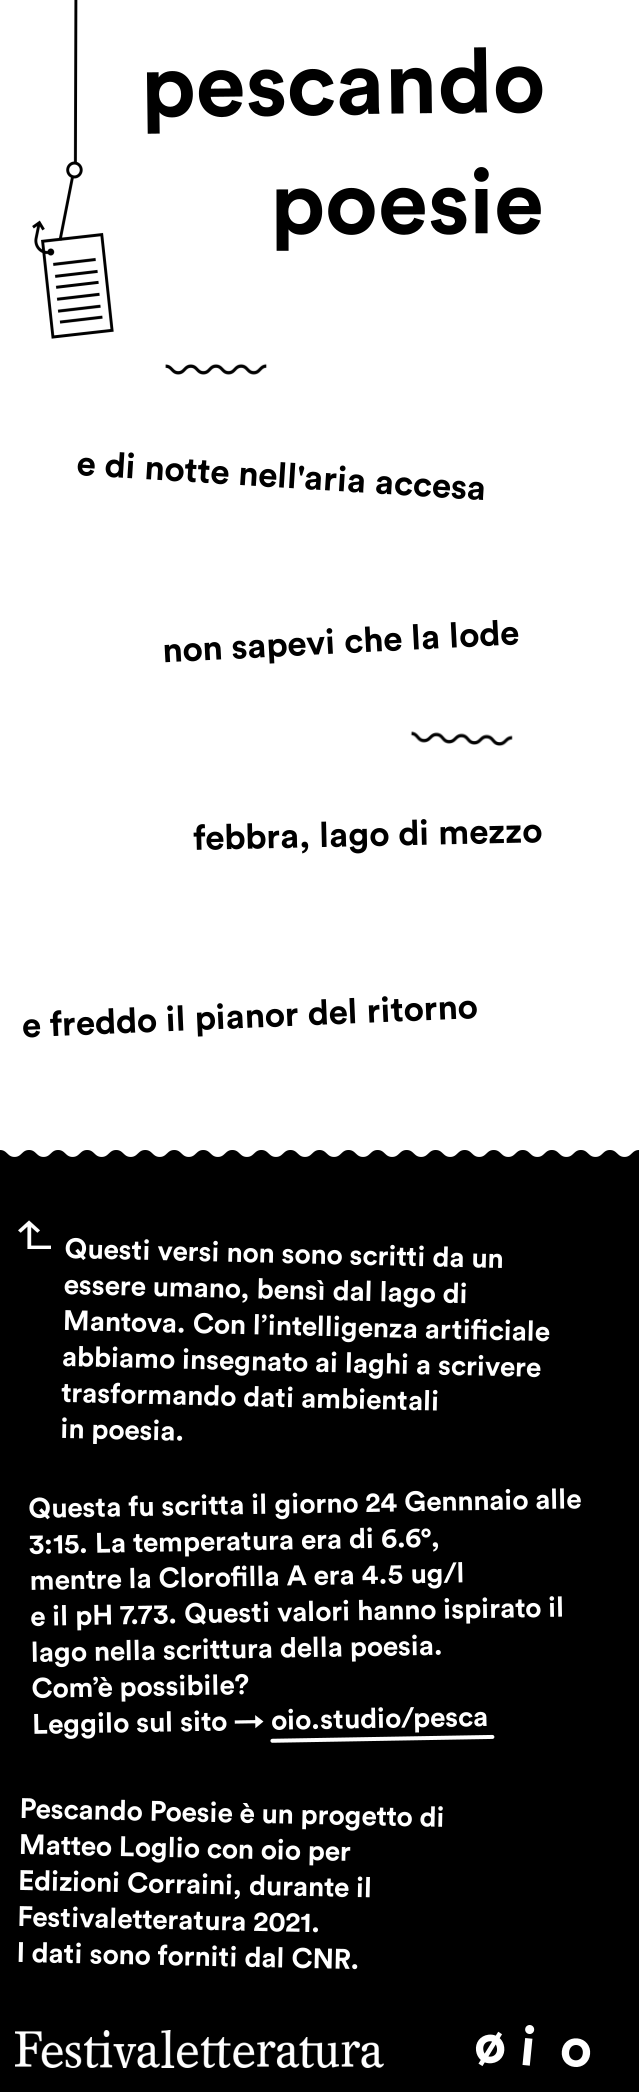 pescando
poesie
e di notte nell'aria accesa
non sapevi che la lode
febbra, lago di mezzo
e freddo il pianor del ritorno
Questi versi non sono scritti da un
essere umano, bensì dal lago di
Mantova. Con l'intelligenza artificiale
abbiamo insegnato ai laghi a scrivere
trasformando dati ambientali
in poesia.
Questa fu scritta il giorno 24 Gennnaio alle
3:15. La temperatura era di 6.6°,
mentre la Clorofilla A era 4.5 ug/l
e il pH 7.73. Questi valori hanno ispirato il
lago nella scrittura della poesia.
Com'è possibile?
Leggilo sul sito → oio.studio/pesca
Pescando Poesie è un progetto di
Matteo Loglio con oio per
Edizioni Corraini, durante il
Festivaletteratura 2021.
I dati sono forniti dal CNR.
Festivaletteratura ø i o